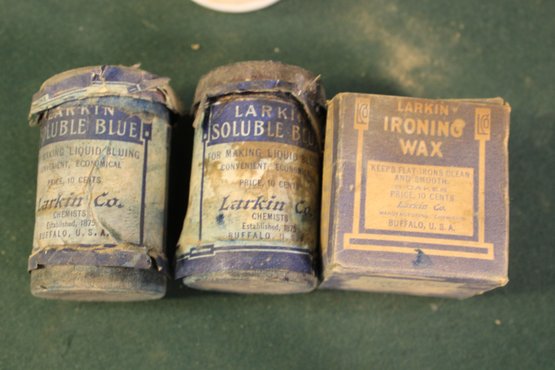 LARKIN
SOLUBLE BLUE
MAKING LIQUID BLUING
CONVENIENT, ECONOMICAL
PRICE, 10 CENTS
Larkin Co.
CHEMISTS
Established, 1875
BUFFALO, U.S.A.
LARKIN
SOLUBLE BLUE
FOR MAKING LIQUID BLUING
CONVENIENT, ECONOMICAL
PRICE, 10 CENTS
Larkin Co.
CHEMISTS
Established, 1875
BUFFALO, U.S.A.
LARKIN
IRONING
WAX
KEEPS FLAT-IRONS CLEAN
AND SMOOTH.
CAKES
PRICE, 10 CENTS
Larkin Co.
BUFFALO, U.S.A.